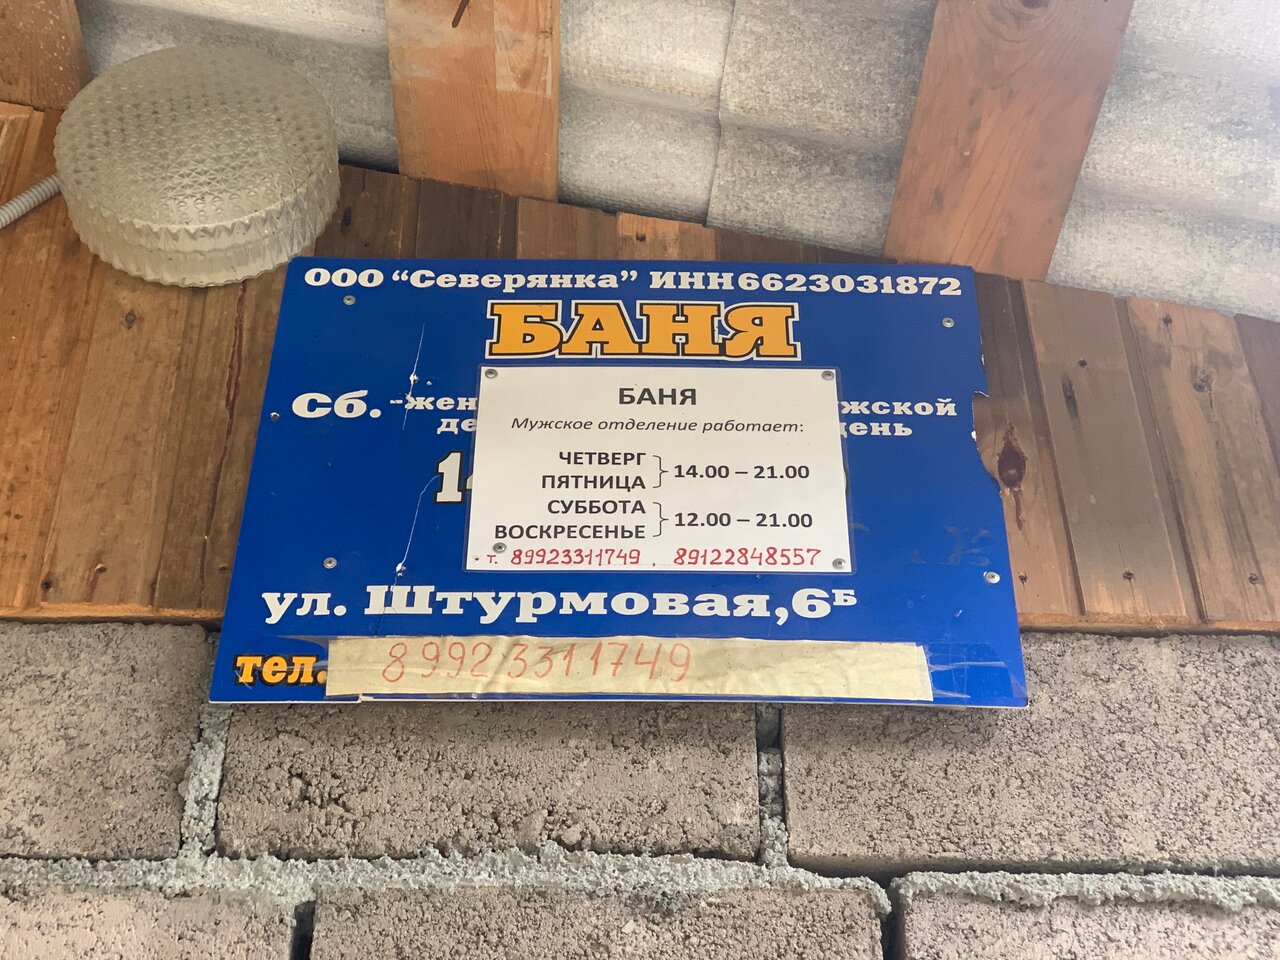 ООО “Северянка” ИНН6623031872
БАНЯ
Сб.
БАНЯ
Мужское отделение работает:
ЧЕТВЕРГ
ПЯТНИЦА
14.00 – 21.00
СУББОТА
ВОСКРЕСЕНЬЕ
12.00 – 21.00
т. 89923311749, 89122848557
день
ул. Штурмовая,6Б
тел. 89923311749